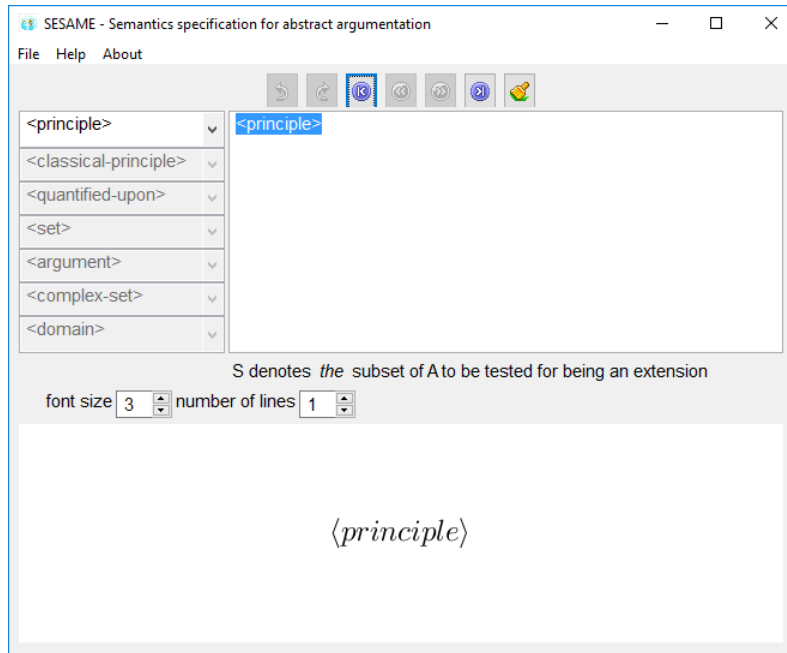 SESAME - Semantics specification for abstract argumentation
File Help About
<principle> <principle>
<classical-principle>
<quantified-upon>
<set>
<argument>
<complex-set>
<domain>
S denotes the subset of A to be tested for being an extension
font size 3 number of lines 1
⟨principle⟩